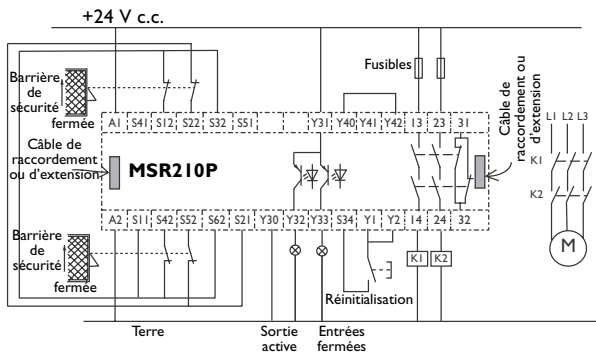 +24 V c.c.
Barrière
de
sécurité
fermée
Fusibles
Câble de
raccordement ou
d'extension
A1 S41 S12 S22 S32 S51 Y31 Y40 Y41 Y42 13 23 31
L1 L2 L3
Câble de
raccordement
ou d'extension
MSR210P
K1
K2
A2 S11 S42 S52 S62 S21 Y30 Y32 Y33 S34 Y1 Y2 14 24 32
Barrière
de
sécurité
fermée
K1 K2
M
Réinitialisation
Terre
Sortie
active
Entrées
fermées